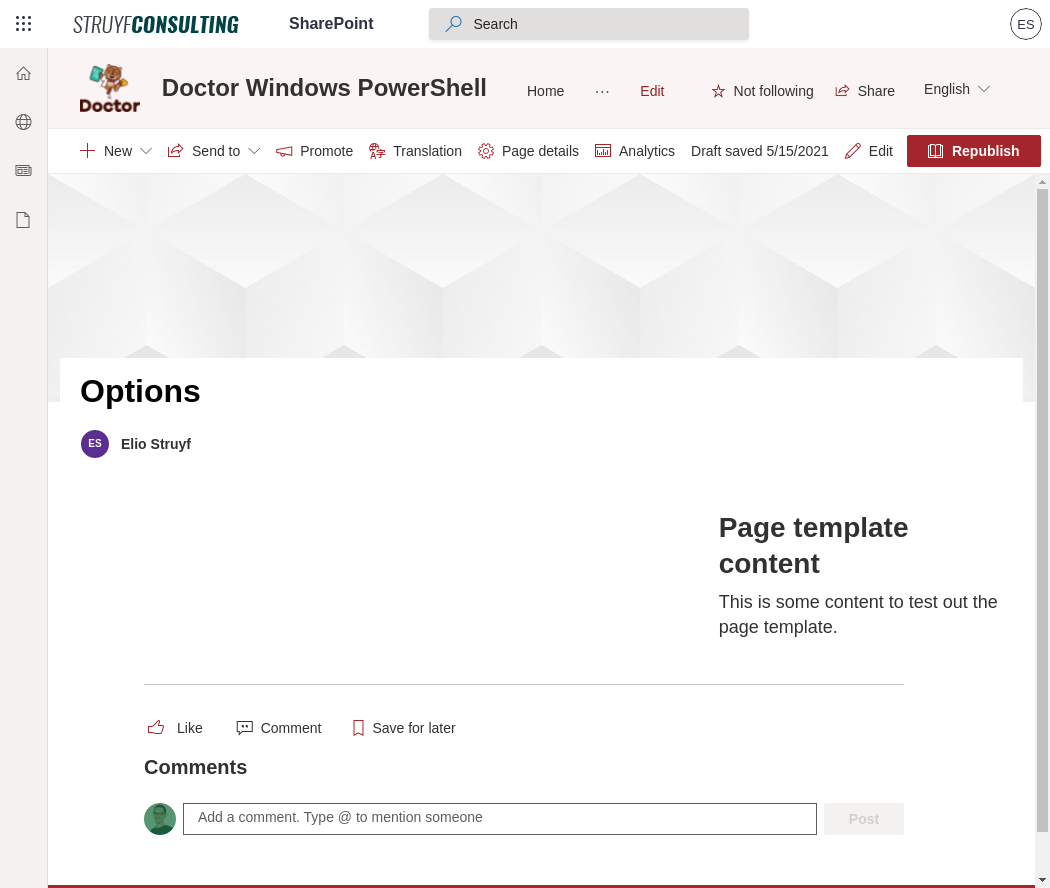 STRUYFCONSULTING SharePoint Search ES
Doctor Doctor Windows PowerShell Home ··· Edit Not following Share English
New Send to Promote Translation Page details Analytics Draft saved 5/15/2021 Edit Republish
Options
ES Elio Struyf
Page template
content
This is some content to test out the
page template.
Like Comment Save for later
Comments
Add a comment. Type @ to mention someone Post